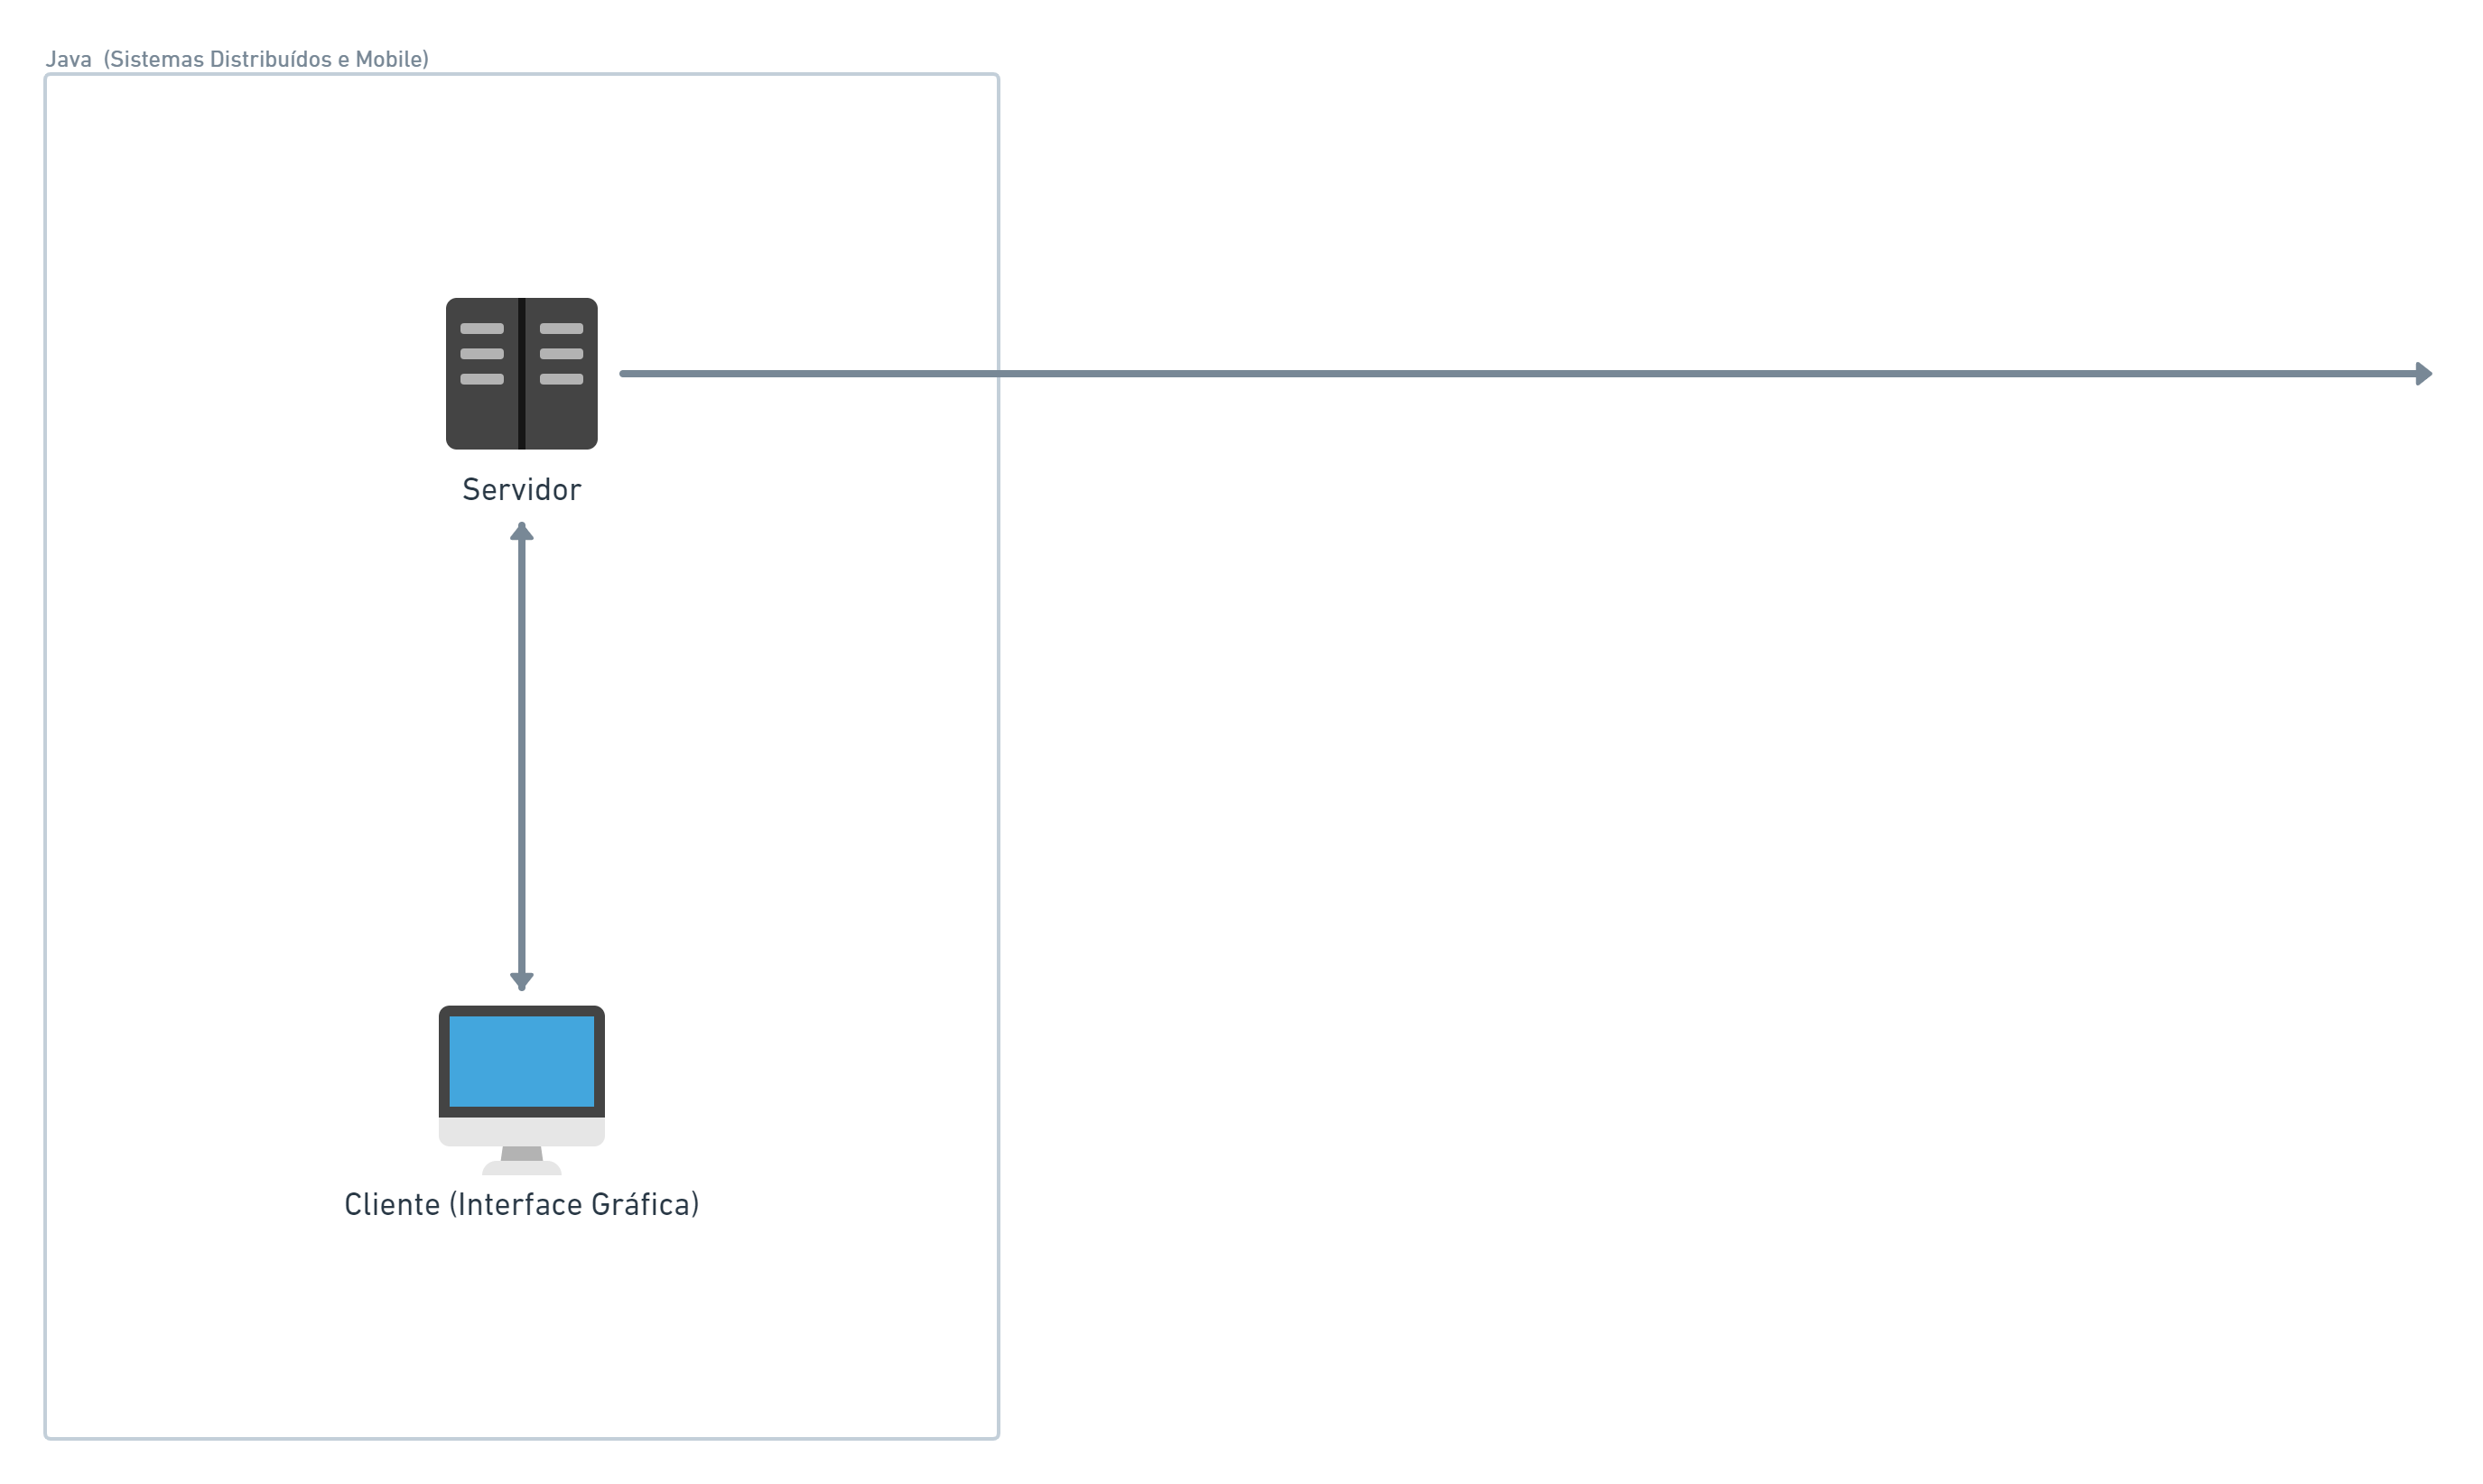 Java  (Sistemas Distribuídos e Mobile)
Servidor
Cliente (Interface Gráfica)